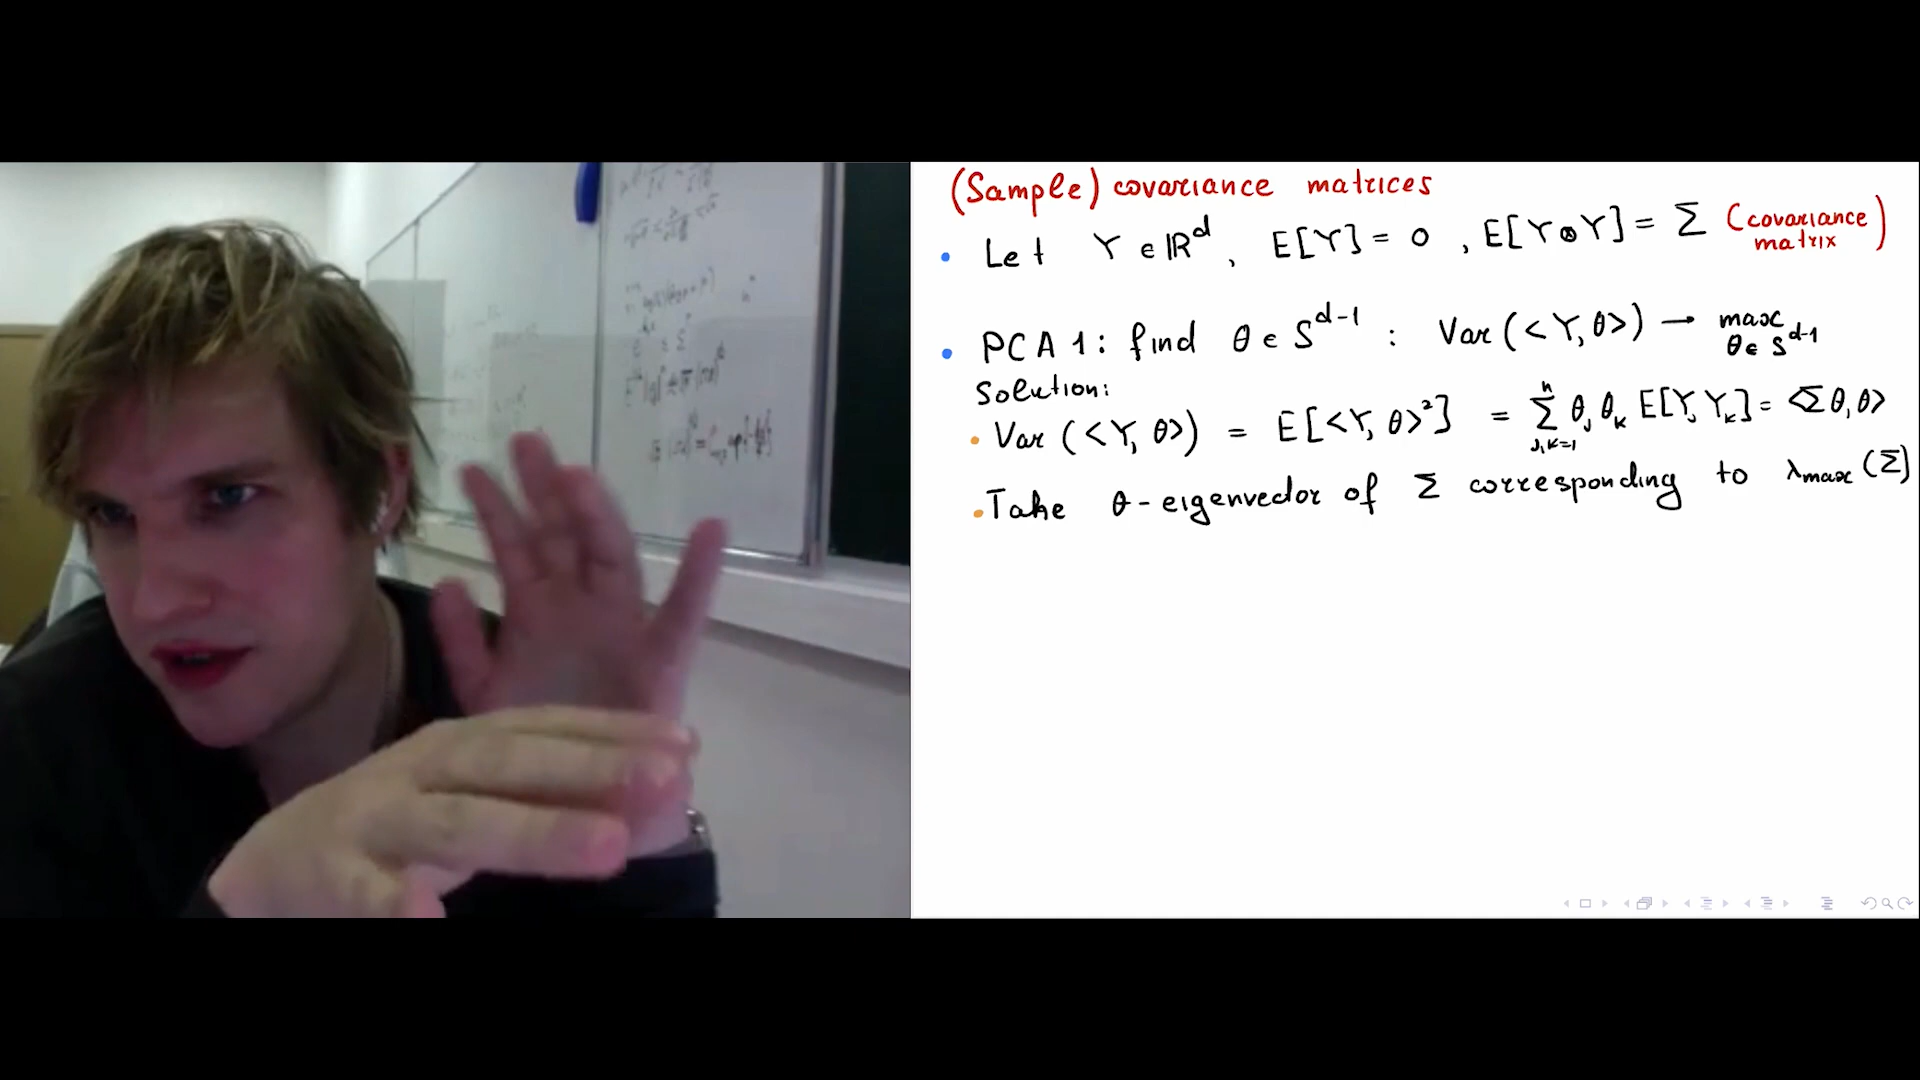 (Sample) covariance matrices
• Let Y ∈ ℝ^d, E[Y] = 0, E[Y⊗Y] = Σ (covariance matrix)
• PCA 1: find θ ∈ S^{d-1} : Var(<Y, θ>) → max_{θ∈S^{d-1}}
Solution:
• Var(<Y, θ>) = E[<Y, θ>²] = Σ_{j,k=1}^{n} θ_j θ_k E[Y_j Y_k] = <Σθ, θ>
• Take θ-eigenvector of Σ corresponding to λ_max(Σ)